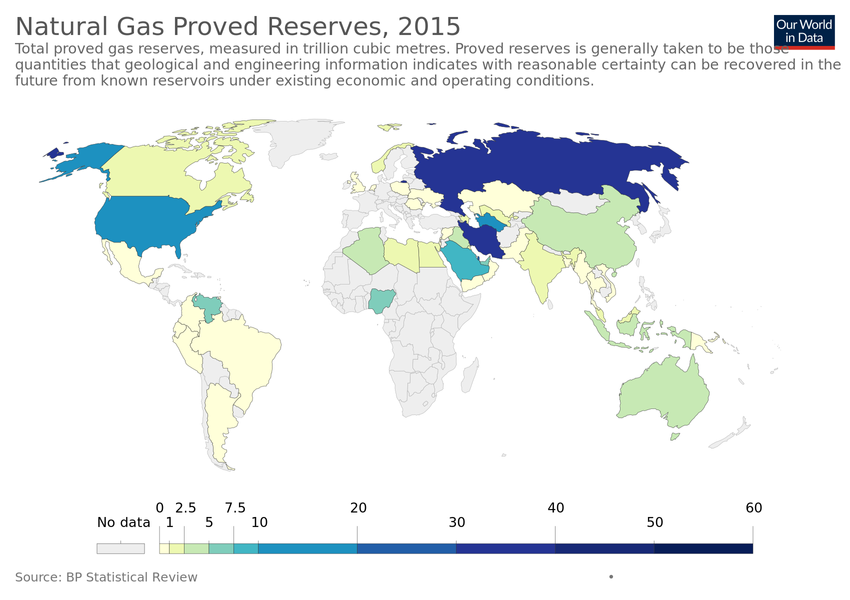 Natural Gas Proved Reserves, 2015
Our World
in Data
Total proved gas reserves, measured in trillion cubic metres. Proved reserves is generally taken to be those
quantities that geological and engineering information indicates with reasonable certainty can be recovered in the
future from known reservoirs under existing economic and operating conditions.
0 2.5 7.5 20 40 60
No data 1 5 10 30 50
Source: BP Statistical Review